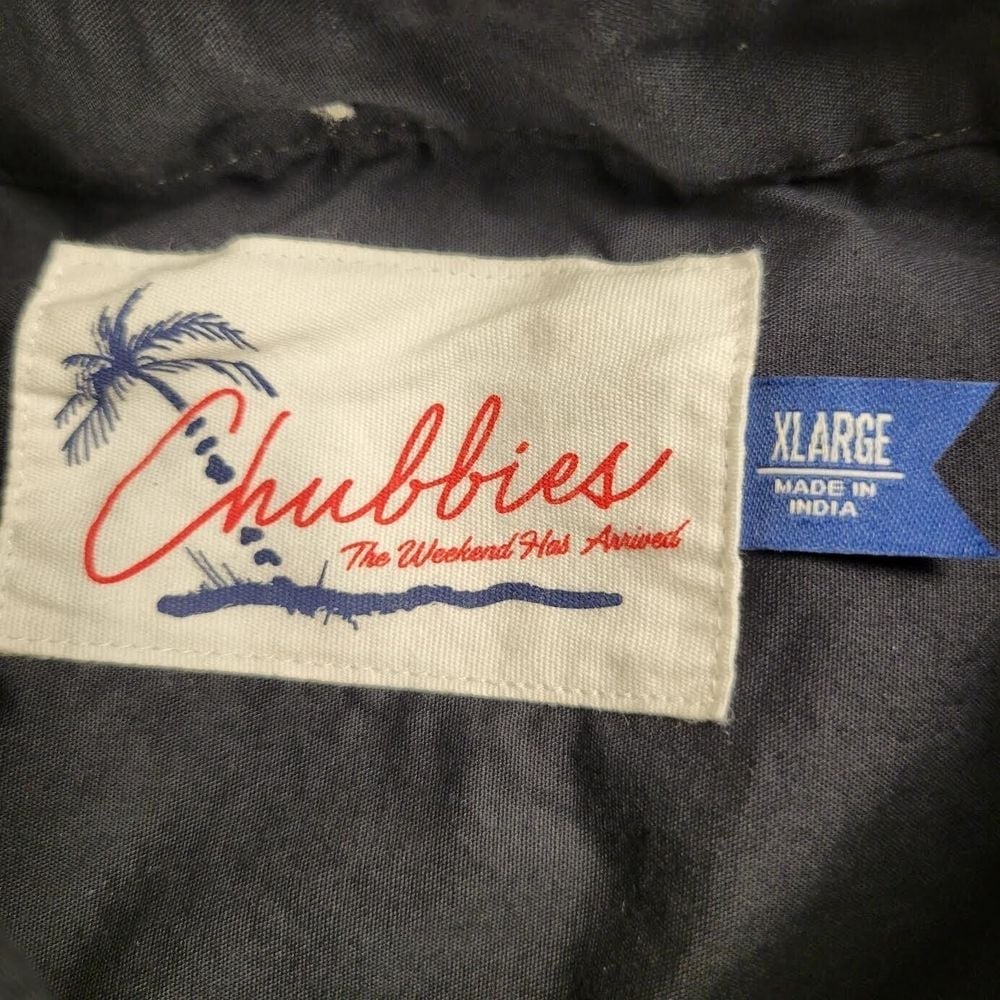 Chubbies
The Weekend Has Arrived
XLARGE
MADE IN
INDIA